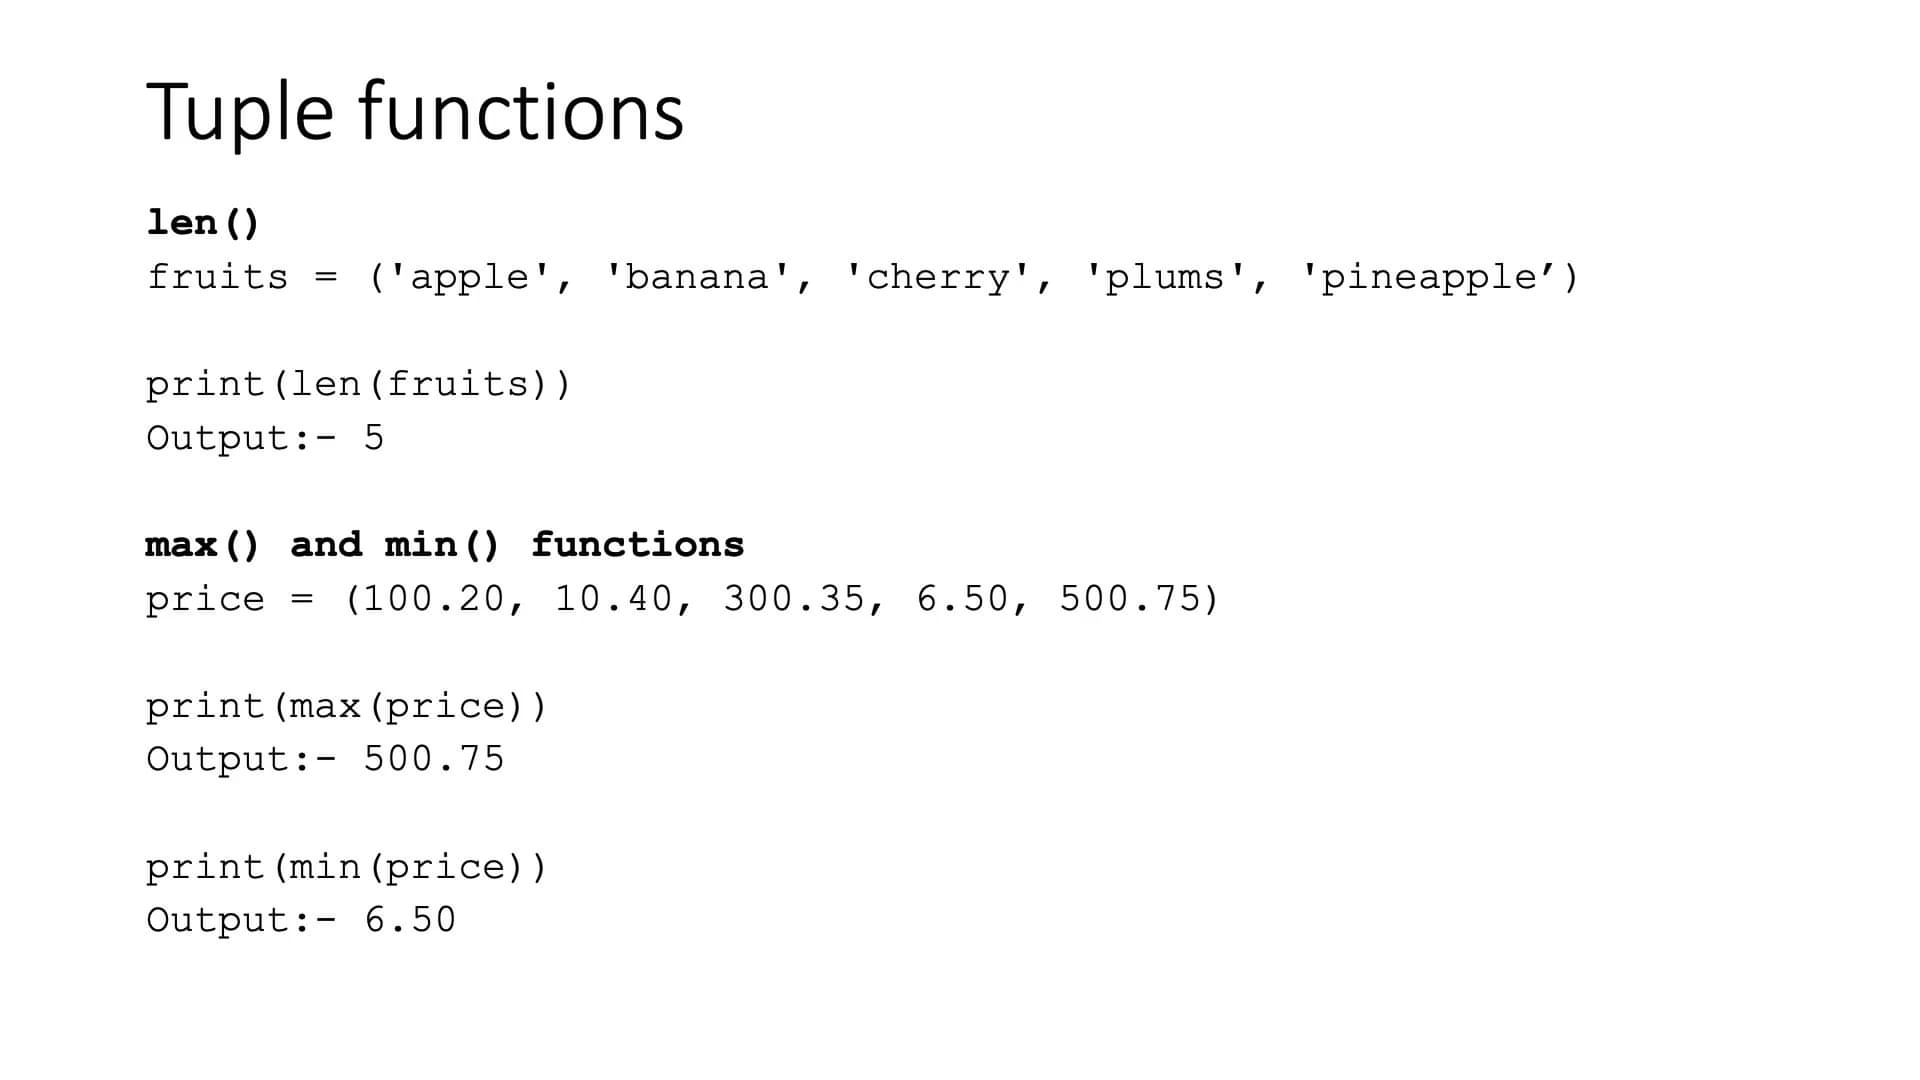 Tuple functions
len()
fruits = ('apple', 'banana', 'cherry', 'plums', 'pineapple’)
print(len(fruits))
Output:- 5
max() and min() functions
price = (100.20, 10.40, 300.35, 6.50, 500.75)
print(max(price))
Output:- 500.75
print(min(price))
Output:- 6.50